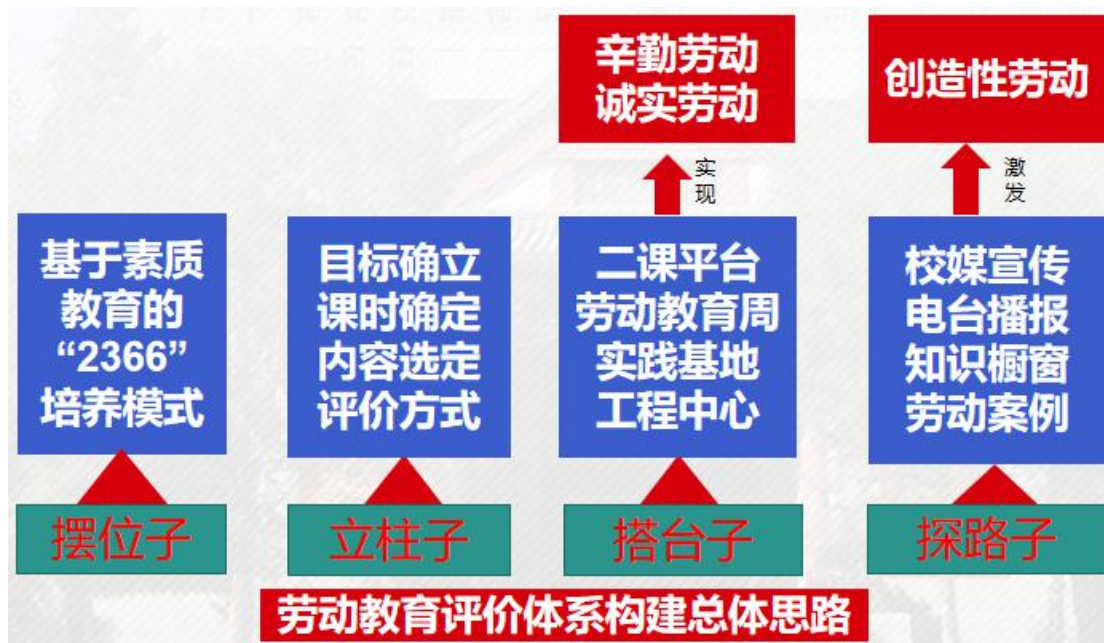 辛勤劳动
诚实劳动
创造性劳动
实现
激发
基于素质
教育的
“2366”
培养模式
目标确立
课时确定
内容选定
评价方式
二课平台
劳动教育周
实践基地
工程中心
校媒宣传
电台播报
知识橱窗
劳动案例
摆位子
立柱子
搭台子
探路子
劳动教育评价体系构建总体思路